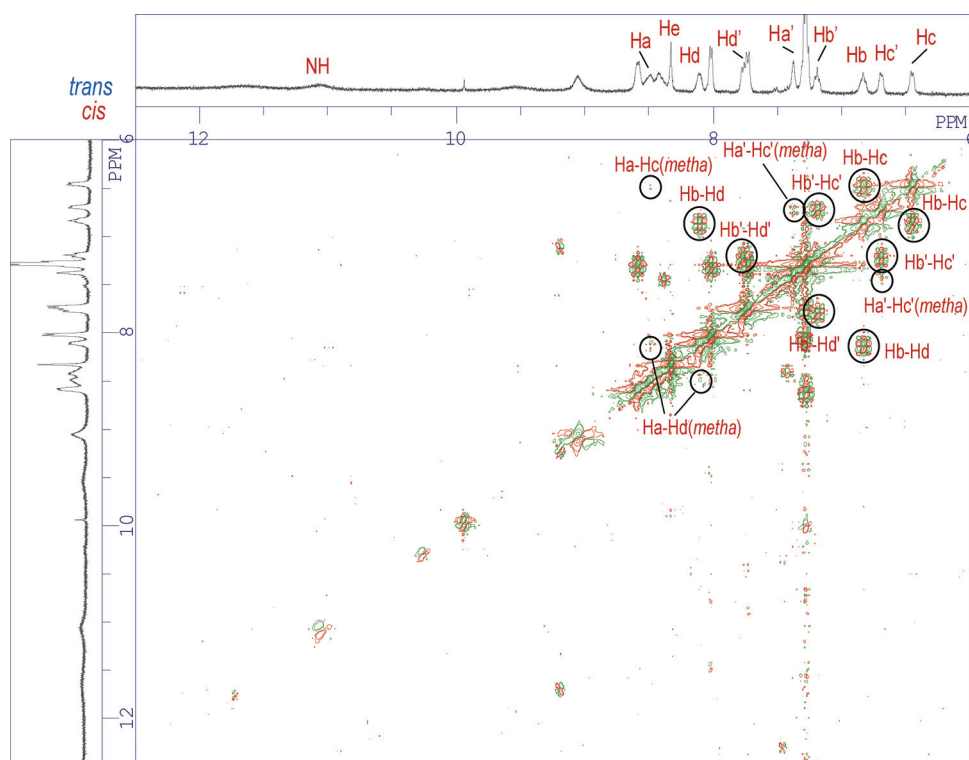 NH
Ha
He
Hd
Hd’
Ha’
Hb’
Hb
Hc’
Hc
trans
cis
12
10
8
PPM
6
PPM
6
8
10
12
Ha-Hc(metha)
Ha'-Hc'(metha)
Hb-Hc
Hb-Hd
Hb'-Hc'
Hb-Hc
Hb'-Hd'
Hb'-Hc'
Ha'-Hc'(metha)
Hb'-Hd'
Hb-Hd
Ha-Hd(metha)